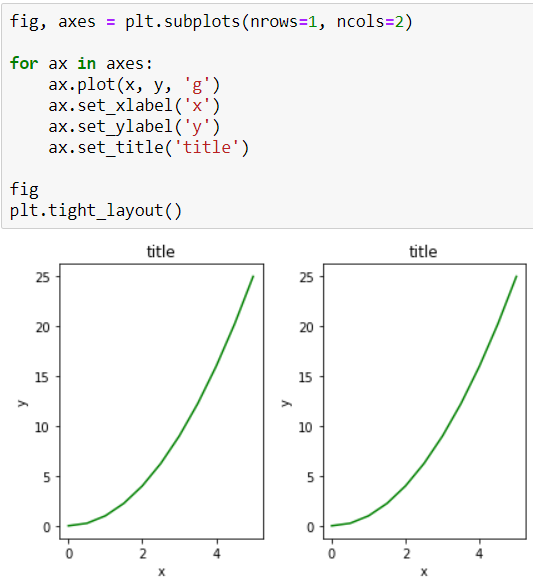 fig, axes = plt.subplots(nrows=1, ncols=2)
for ax in axes:
    ax.plot(x, y, 'g')
    ax.set_xlabel('x')
    ax.set_ylabel('y')
    ax.set_title('title')
fig
plt.tight_layout()
title
25
20
15
10
5
0
y
0 2 4
x
title
25
20
15
10
5
0
y
0 2 4
x